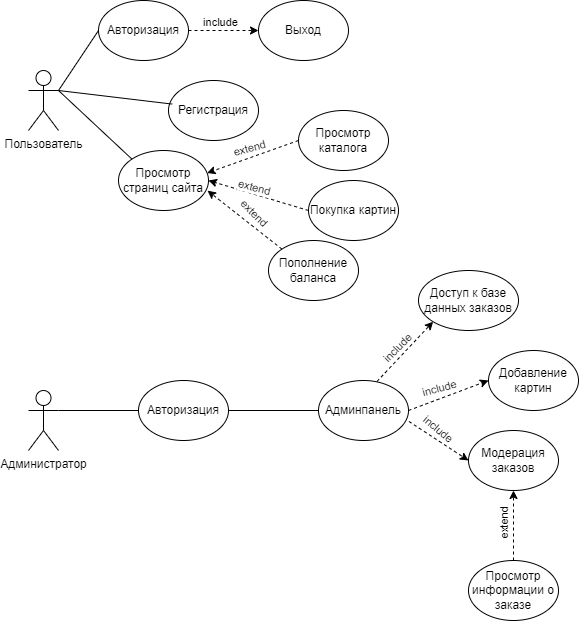 Авторизация
include
Выход
Пользователь
Регистрация
Просмотр
страниц сайта
extend
Просмотр
каталога
extend
Покупка картин
extend
Пополнение
баланса
Доступ к базе
данных заказов
include
Администратор
Авторизация
Админпанель
include
Добавление
картин
include
Модерация
заказов
extend
Просмотр
информации о
заказе